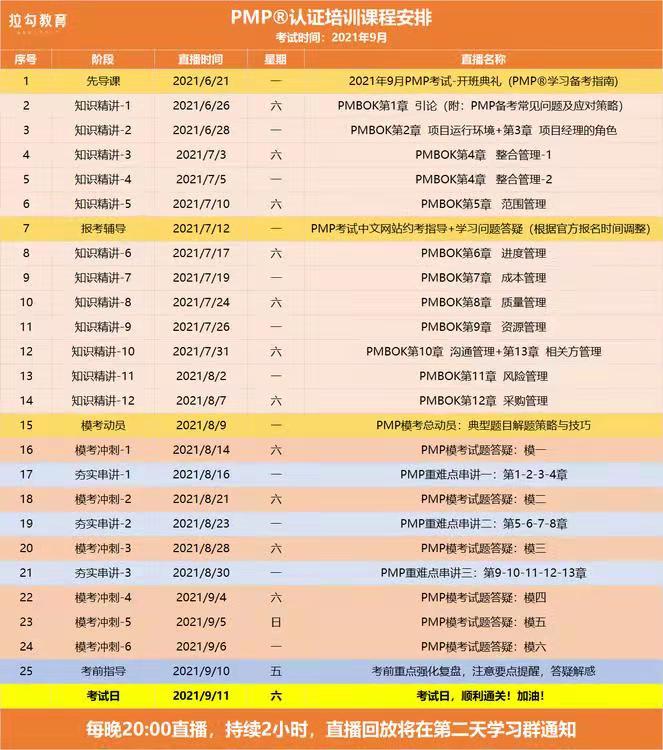 拉勾教育
PMP®认证培训课程安排
考试时间：2021年9月
序号 阶段 直播时间 星期 直播名称
1 先导课 2021/6/21 一 2021年9月PMP考试-开班典礼（PMP®学习备考指南)
2 知识精讲-1 2021/6/26 六 PMBOK第1章 引论（附：PMP备考常见问题及应对策略）
3 知识精讲-2 2021/6/28 一 PMBOK第2章 项目运行环境+第3章 项目经理的角色
4 知识精讲-3 2021/7/3 六 PMBOK第4章 整合管理-1
5 知识精讲-4 2021/7/5 一 PMBOK第4章 整合管理-2
6 知识精讲-5 2021/7/10 六 PMBOK第5章 范围管理
7 报考辅导 2021/7/12 一 PMP考试中文网站约考指导+学习问题答疑（根据官方报名时间调整）
8 知识精讲-6 2021/7/17 六 PMBOK第6章 进度管理
9 知识精讲-7 2021/7/19 一 PMBOK第7章 成本管理
10 知识精讲-8 2021/7/24 六 PMBOK第8章 质量管理
11 知识精讲-9 2021/7/26 一 PMBOK第9章 资源管理
12 知识精讲-10 2021/7/31 六 PMBOK第10章 沟通管理+第13章 相关方管理
13 知识精讲-11 2021/8/2 一 PMBOK第11章 风险管理
14 知识精讲-12 2021/8/7 六 PMBOK第12章 采购管理
15 模考动员 2021/8/9 一 PMP模考总动员：典型题目解题策略与技巧
16 模考冲刺-1 2021/8/14 六 PMP模考试题答疑：模一
17 夯实串讲-1 2021/8/16 一 PMP重难点串讲一：第1-2-3-4章
18 模考冲刺-2 2021/8/21 六 PMP模考试题答疑：模二
19 夯实串讲-2 2021/8/23 一 PMP重难点串讲二：第5-6-7-8章
20 模考冲刺-3 2021/8/28 六 PMP模考试题答疑：模三
21 夯实串讲-3 2021/8/30 一 PMP重难点串讲三：第9-10-11-12-13章
22 模考冲刺-4 2021/9/4 六 PMP模考试题答疑：模四
23 模考冲刺-5 2021/9/5 日 PMP模考试题答疑：模五
24 模考冲刺-6 2021/9/6 一 PMP模考试题答疑：模六
25 考前指导 2021/9/10 五 考前重点强化复盘，注意要点提醒，答疑解惑
考试日 2021/9/11 六 考试日，顺利通关！加油！
每晚20:00直播，持续2小时，直播回放将在第二天学习群通知